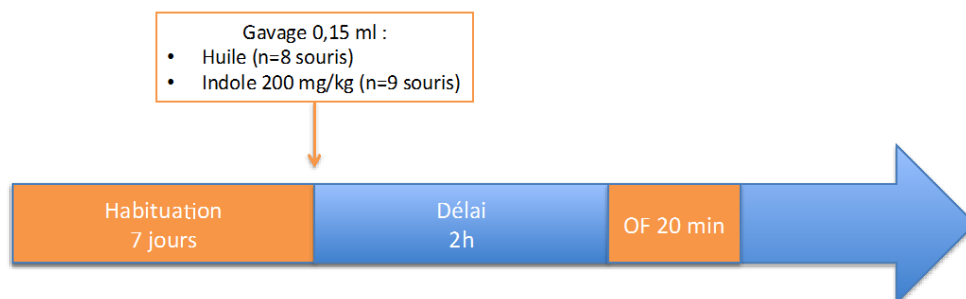 Gavage 0,15 ml :
• Huile (n=8 souris)
• Indole 200 mg/kg (n=9 souris)
Habituation
7 jours
Délai
2h
OF 20 min